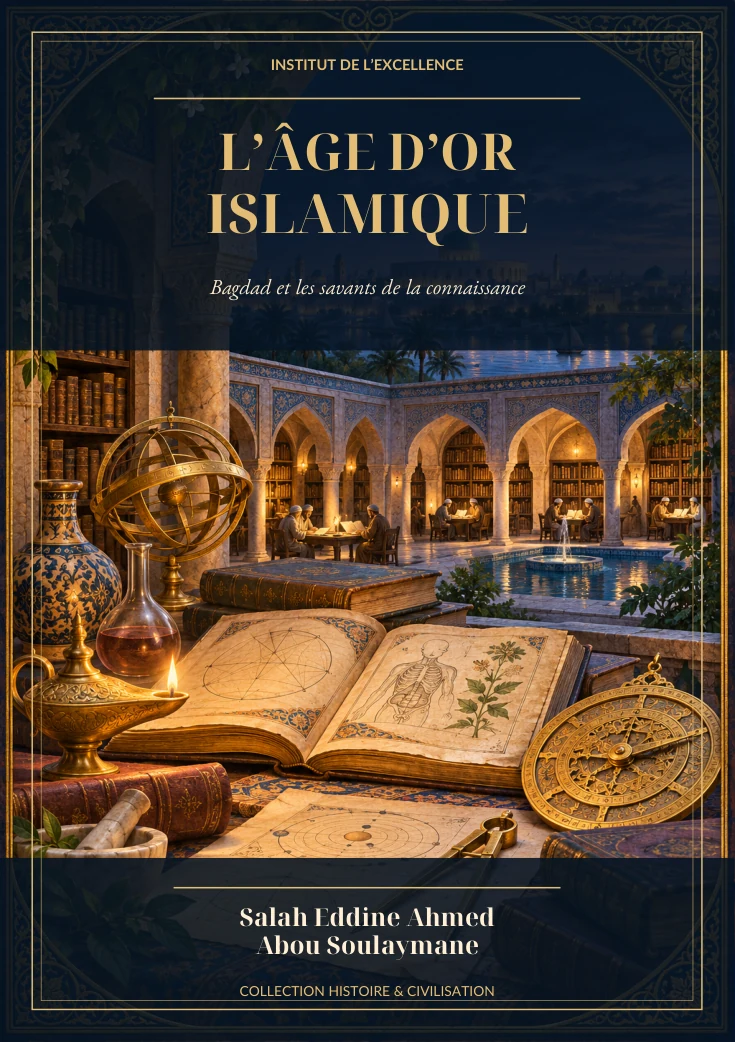 INSTITUT DE L’EXCELLENCE
L’ÂGE D’OR
ISLAMIQUE
Bagdad et les savants de la connaissance
Salah Eddine Ahmed
Abou Soulaymane
COLLECTION HISTOIRE & CIVILISATION